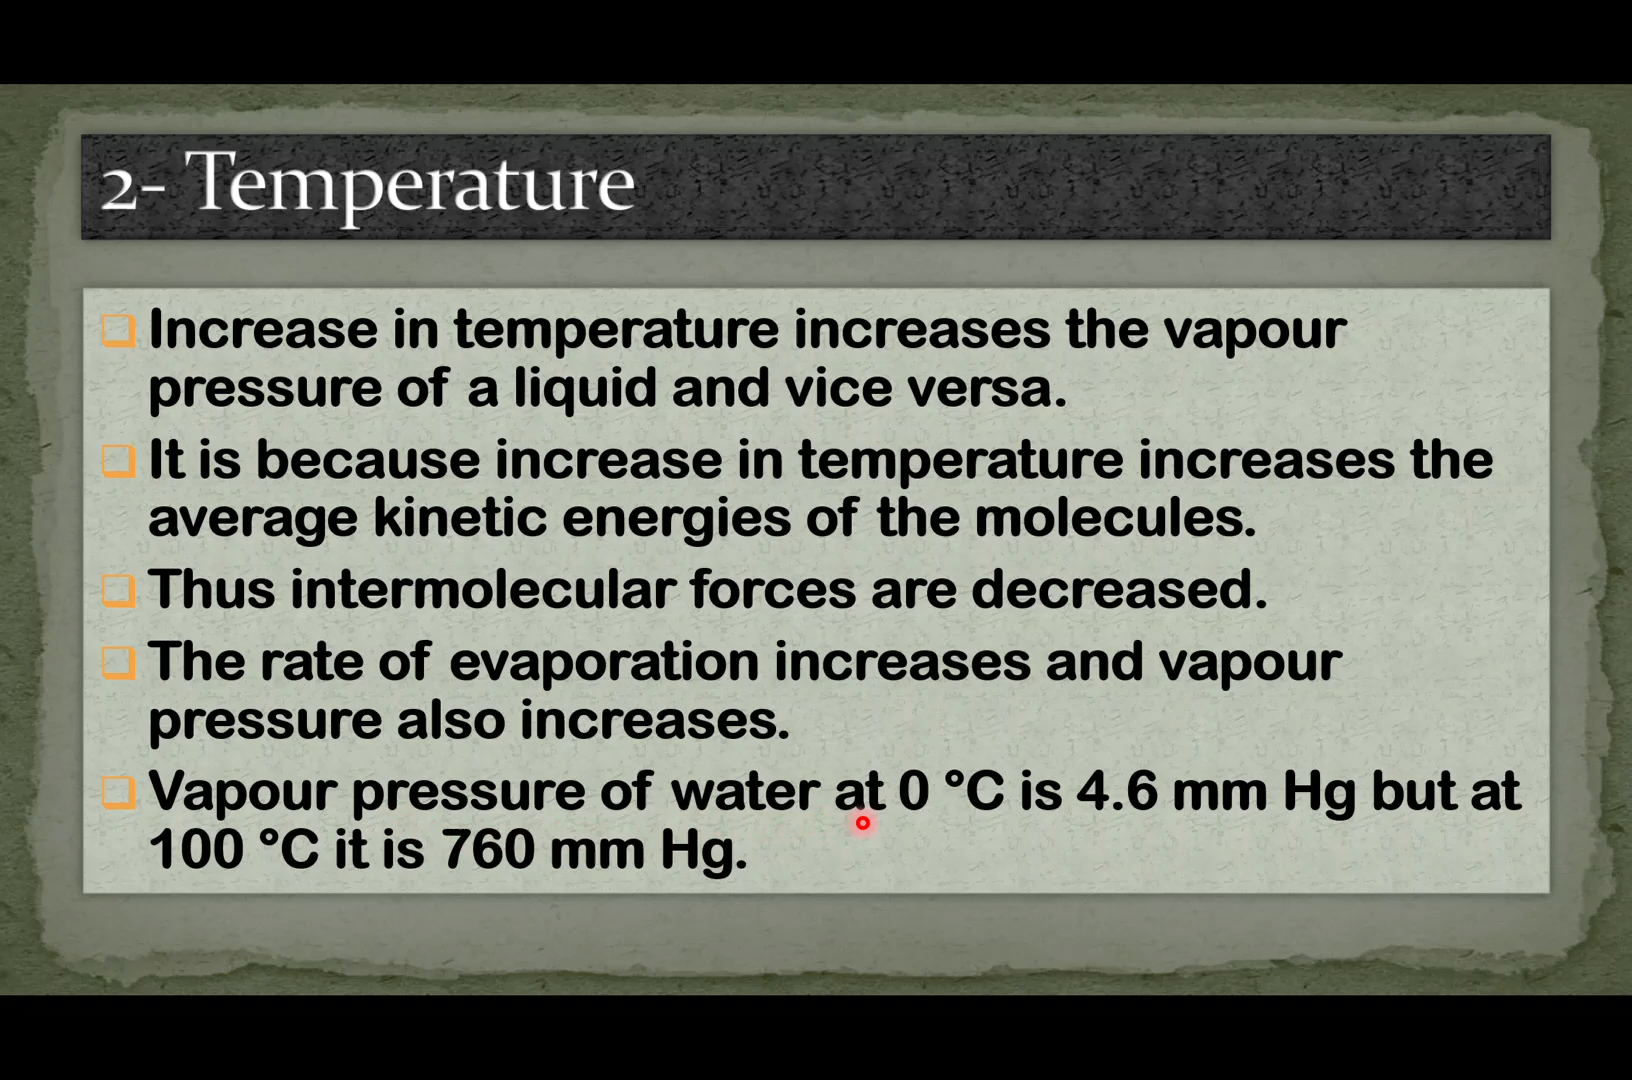 2- Temperature
Increase in temperature increases the vapour
pressure of a liquid and vice versa.
It is because increase in temperature increases the
average kinetic energies of the molecules.
Thus intermolecular forces are decreased.
The rate of evaporation increases and vapour
pressure also increases.
Vapour pressure of water at 0 °C is 4.6 mm Hg but at
100 °C it is 760 mm Hg.